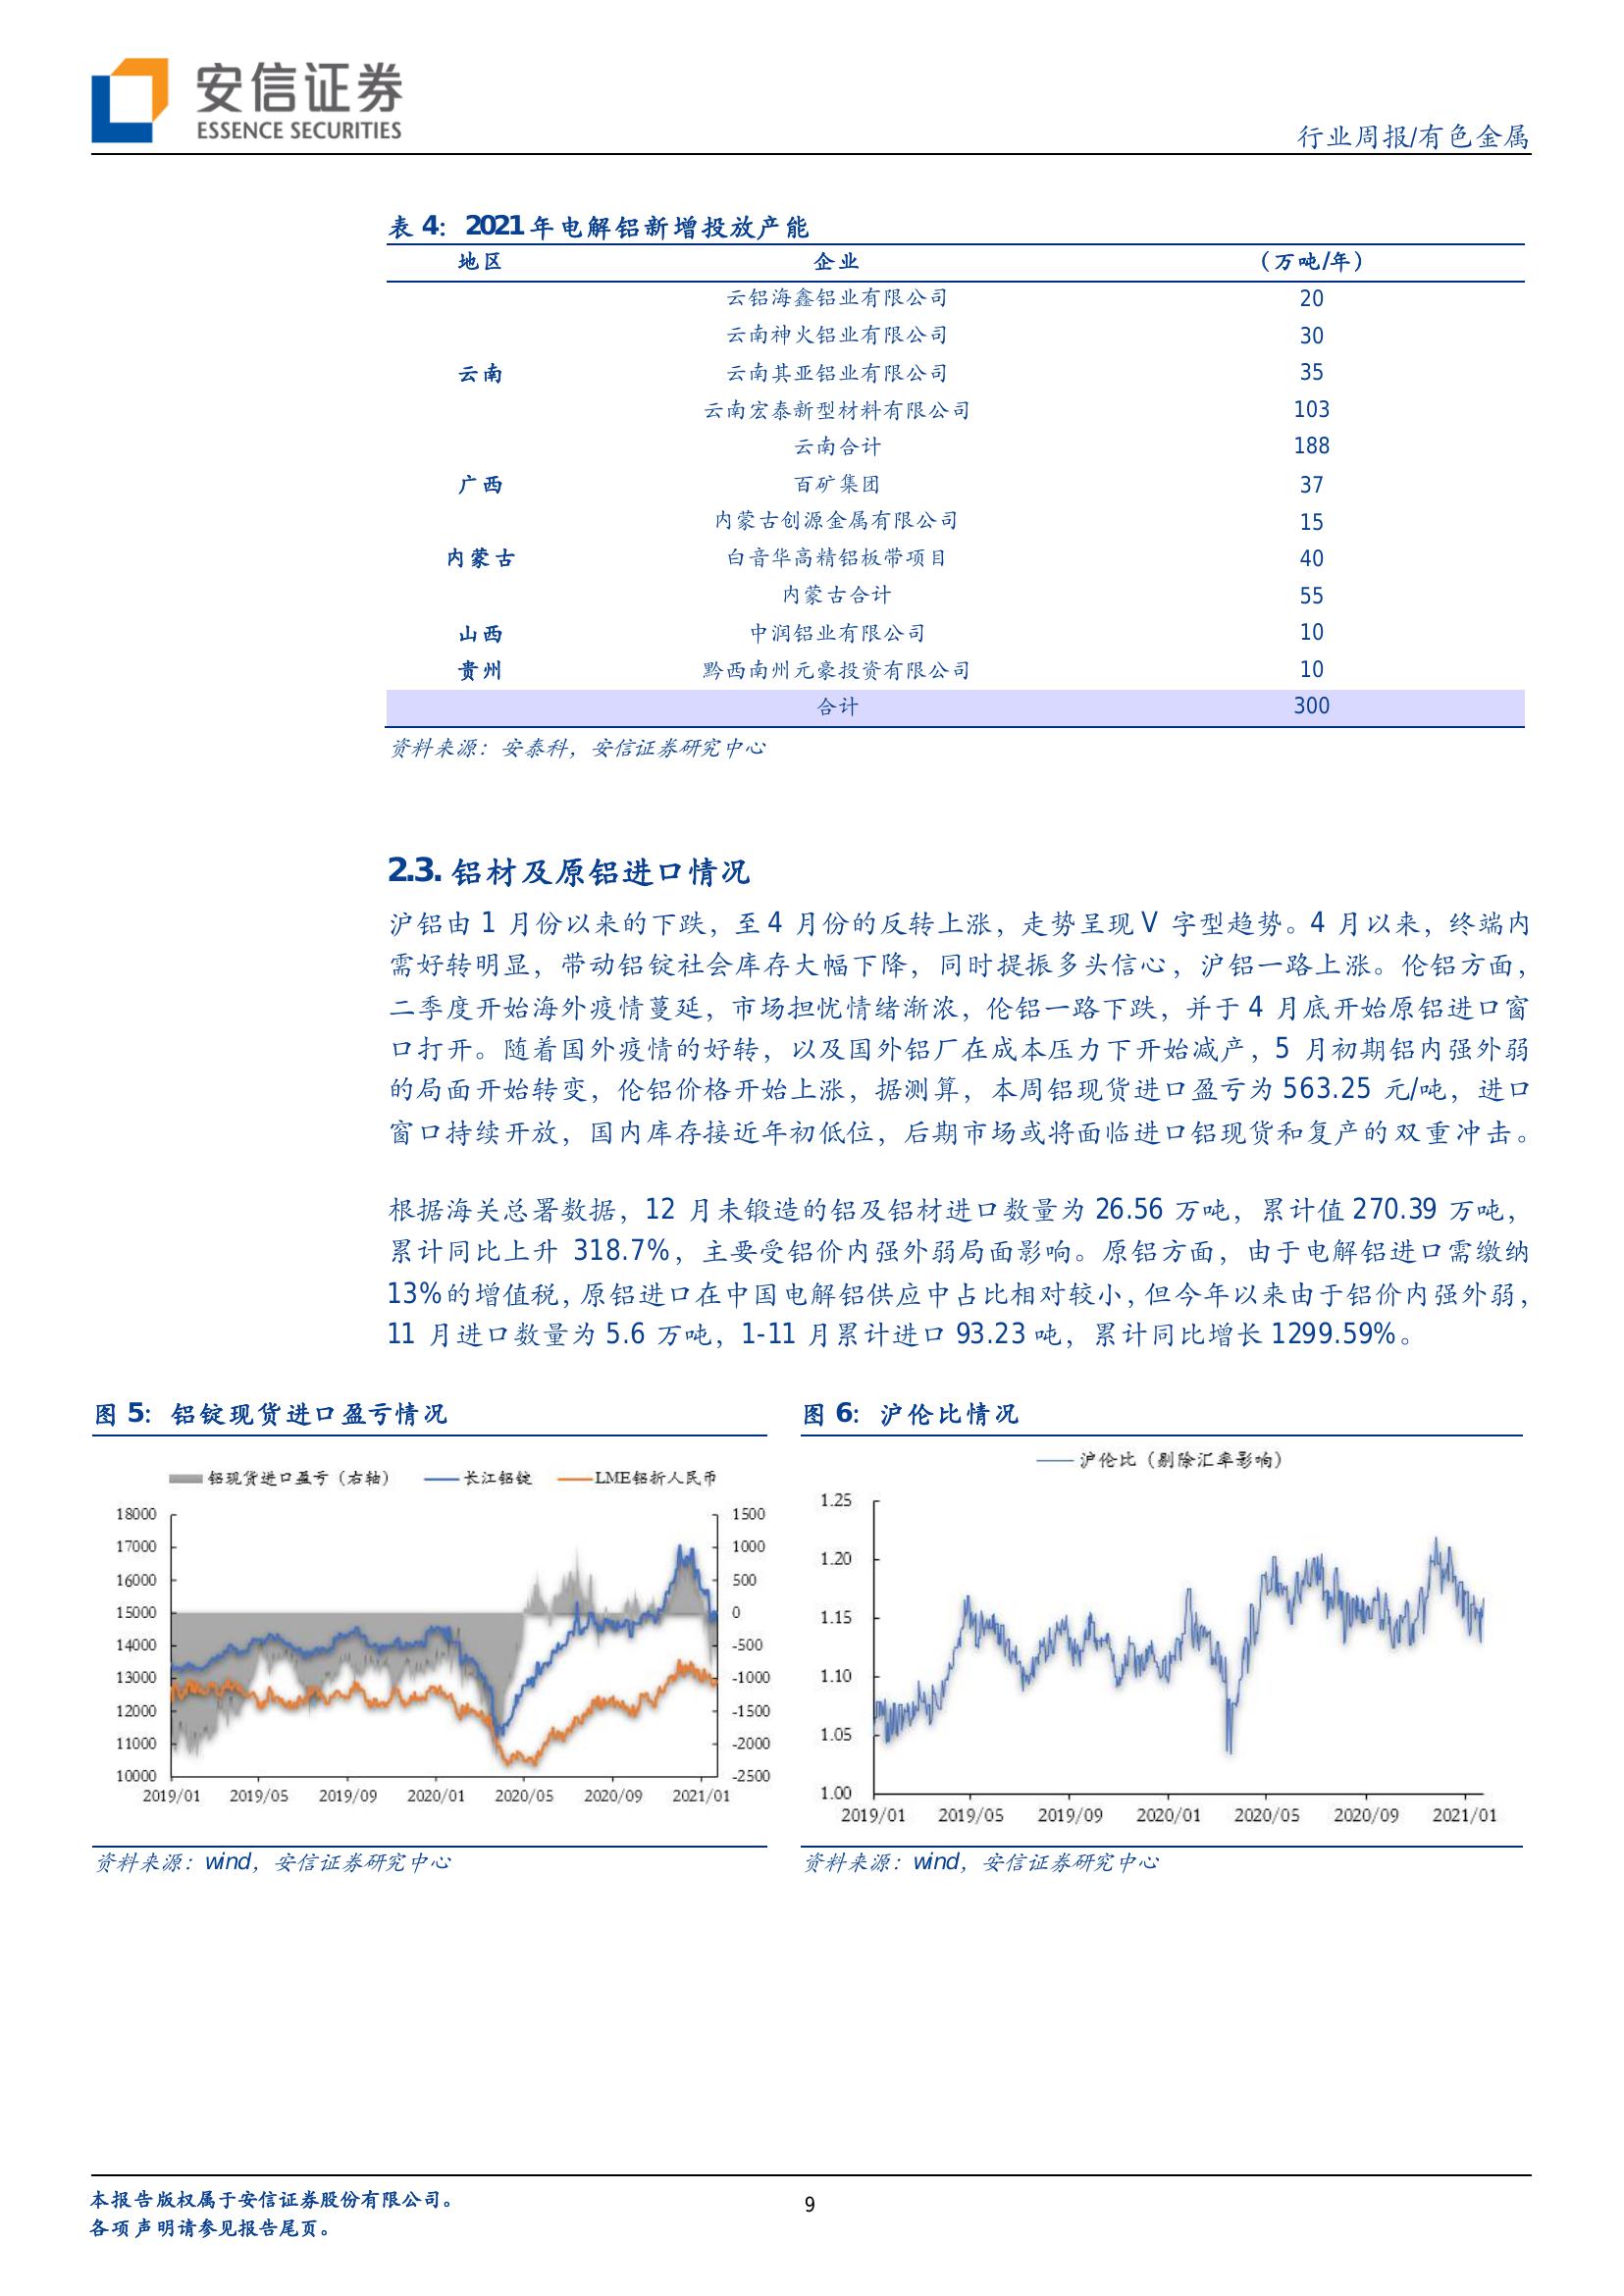 安信证券
ESSENCE SECURITIES
行业周报/有色金属
表 4：2021 年电解铝新增投放产能
地区 企业 （万吨/年）
云铝海鑫铝业有限公司 20
云南神火铝业有限公司 30
云南 云南其亚铝业有限公司 35
云南宏泰新型材料有限公司 103
云南合计 188
广西 百矿集团 37
内蒙古创源金属有限公司 15
内蒙古 白音华高精铝板带项目 40
内蒙古合计 55
山西 中润铝业有限公司 10
贵州 黔西南州元豪投资有限公司 10
合计 300
资料来源：安泰科，安信证券研究中心
2.3. 铝材及原铝进口情况
沪铝由 1 月份以来的下跌，至 4 月份的反转上涨，走势呈现 V 字型趋势。4 月以来，终端内
需好转明显，带动铝锭社会库存大幅下降，同时提振多头信心，沪铝一路上涨。伦铝方面，
二季度开始海外疫情蔓延，市场担忧情绪渐浓，伦铝一路下跌，并于 4 月底开始原铝进口窗
口打开。随着国外疫情的好转，以及国外铝厂在成本压力下开始减产，5 月初期铝内强外弱
的局面开始转变，伦铝价格开始上涨，据测算，本周铝现货进口盈亏为 563.25 元/吨，进口
窗口持续开放，国内库存接近年初低位，后期市场或将面临进口铝现货和复产的双重冲击。
根据海关总署数据，12 月未锻造的铝及铝材进口数量为 26.56 万吨，累计值 270.39 万吨，
累计同比上升 318.7%，主要受铝价内强外弱局面影响。原铝方面，由于电解铝进口需缴纳
13%的增值税，原铝进口在中国电解铝供应中占比相对较小，但今年以来由于铝价内强外弱，
11 月进口数量为 5.6 万吨，1-11 月累计进口 93.23 吨，累计同比增长 1299.59%。
图 5：铝锭现货进口盈亏情况
铝现货进口盈亏（右轴） 长江铝锭 LME铝折人民币
18000 1500
17000 1000
16000 500
15000 0
14000 -500
13000 -1000
12000 -1500
11000 -2000
10000 -2500
2019/01 2019/05 2019/09 2020/01 2020/05 2020/09 2021/01
资料来源：wind，安信证券研究中心
图 6：沪伦比情况
沪伦比（剔除汇率影响）
1.25
1.20
1.15
1.10
1.05
1.00
2019/01 2019/05 2019/09 2020/01 2020/05 2020/09 2021/01
资料来源：wind，安信证券研究中心
本报告版权属于安信证券股份有限公司。
各项声明请参见报告尾页。
9